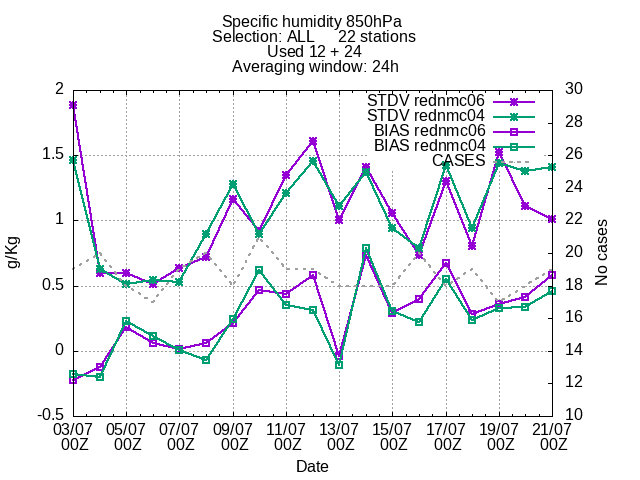 Specific humidity 850hPa
Selection: ALL 22 stations
Used 12 + 24
Averaging window: 24h
2
1.5
1
0.5
0
-0.5
g/Kg
30
28
26
24
22
20
18
16
14
12
10
No cases
STDV rednmc06
STDV rednmc04
BIAS rednmc06
BIAS rednmc04
CASES
03/07 05/07 07/07 09/07 11/07 13/07 15/07 17/07 19/07 21/07
00Z 00Z 00Z 00Z 00Z 00Z 00Z 00Z 00Z 00Z
Date